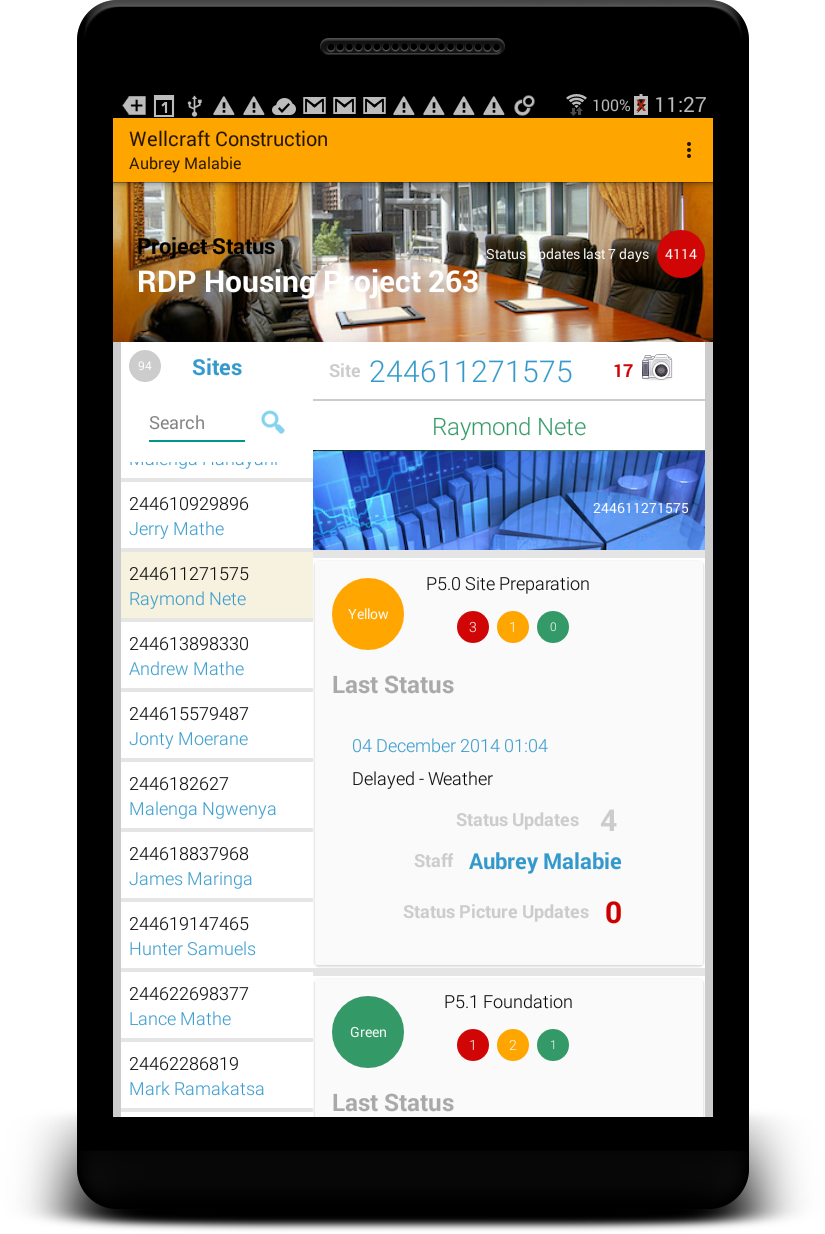 1
100%
11:27
Wellcraft Construction
Aubrey Malabie
Project Status
Status Updates last 7 days
4114
RDP Housing Project 263
94
Sites
Search
244610929896
Jerry Mathe
244611271575
Raymond Nete
244613898330
Andrew Mathe
244615579487
Jonty Moerane
2446182627
Malenga Ngwenya
244618837968
James Maringa
244619147465
Hunter Samuels
244622698377
Lance Mathe
24462286819
Mark Ramakatsa
Site 244611271575
17
Raymond Nete
244611271575
Yellow
P5.0 Site Preparation
3 1 0
Last Status
04 December 2014 01:04
Delayed - Weather
Status Updates 4
Staff Aubrey Malabie
Status Picture Updates 0
Green
P5.1 Foundation
1 2 1
Last Status